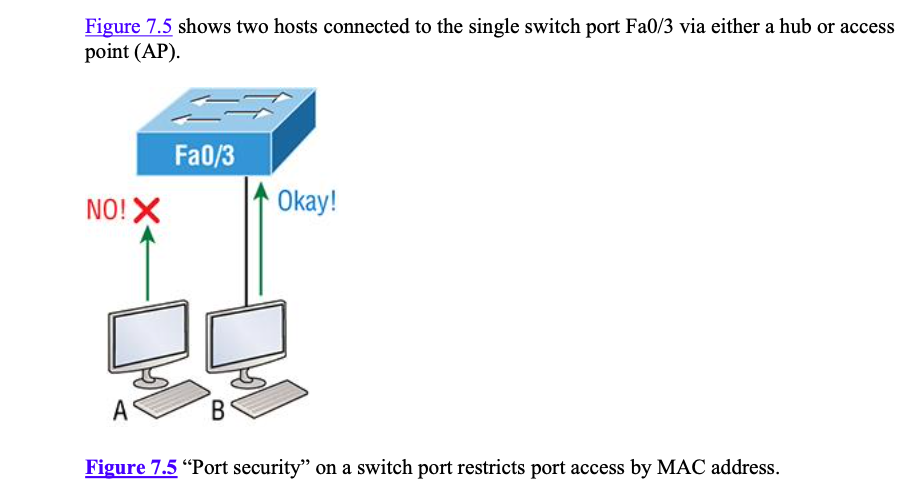 Figure 7.5 shows two hosts connected to the single switch port Fa0/3 via either a hub or access
point (AP).
Fa0/3
NO!
Okay!
A
B
Figure 7.5 “Port security” on a switch port restricts port access by MAC address.